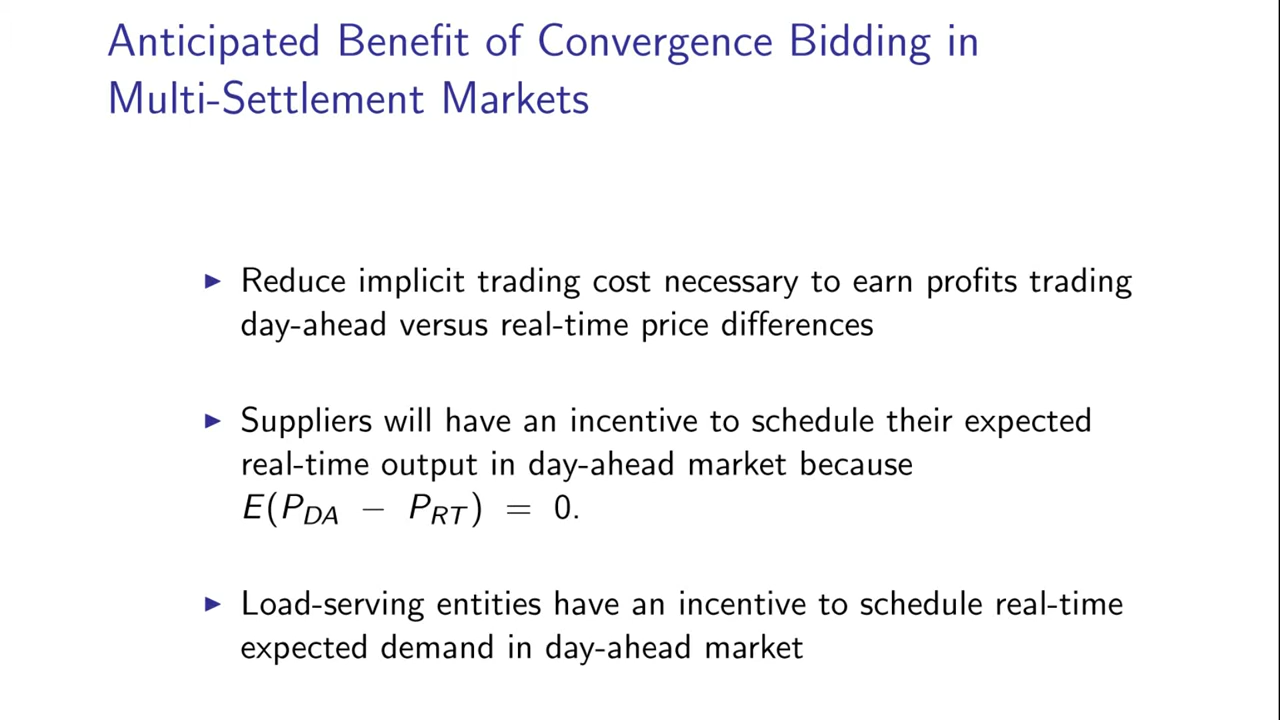 Anticipated Benefit of Convergence Bidding in
Multi-Settlement Markets
▶ Reduce implicit trading cost necessary to earn profits trading
day-ahead versus real-time price differences
▶ Suppliers will have an incentive to schedule their expected
real-time output in day-ahead market because
E(P_DA − P_RT) = 0.
▶ Load-serving entities have an incentive to schedule real-time
expected demand in day-ahead market